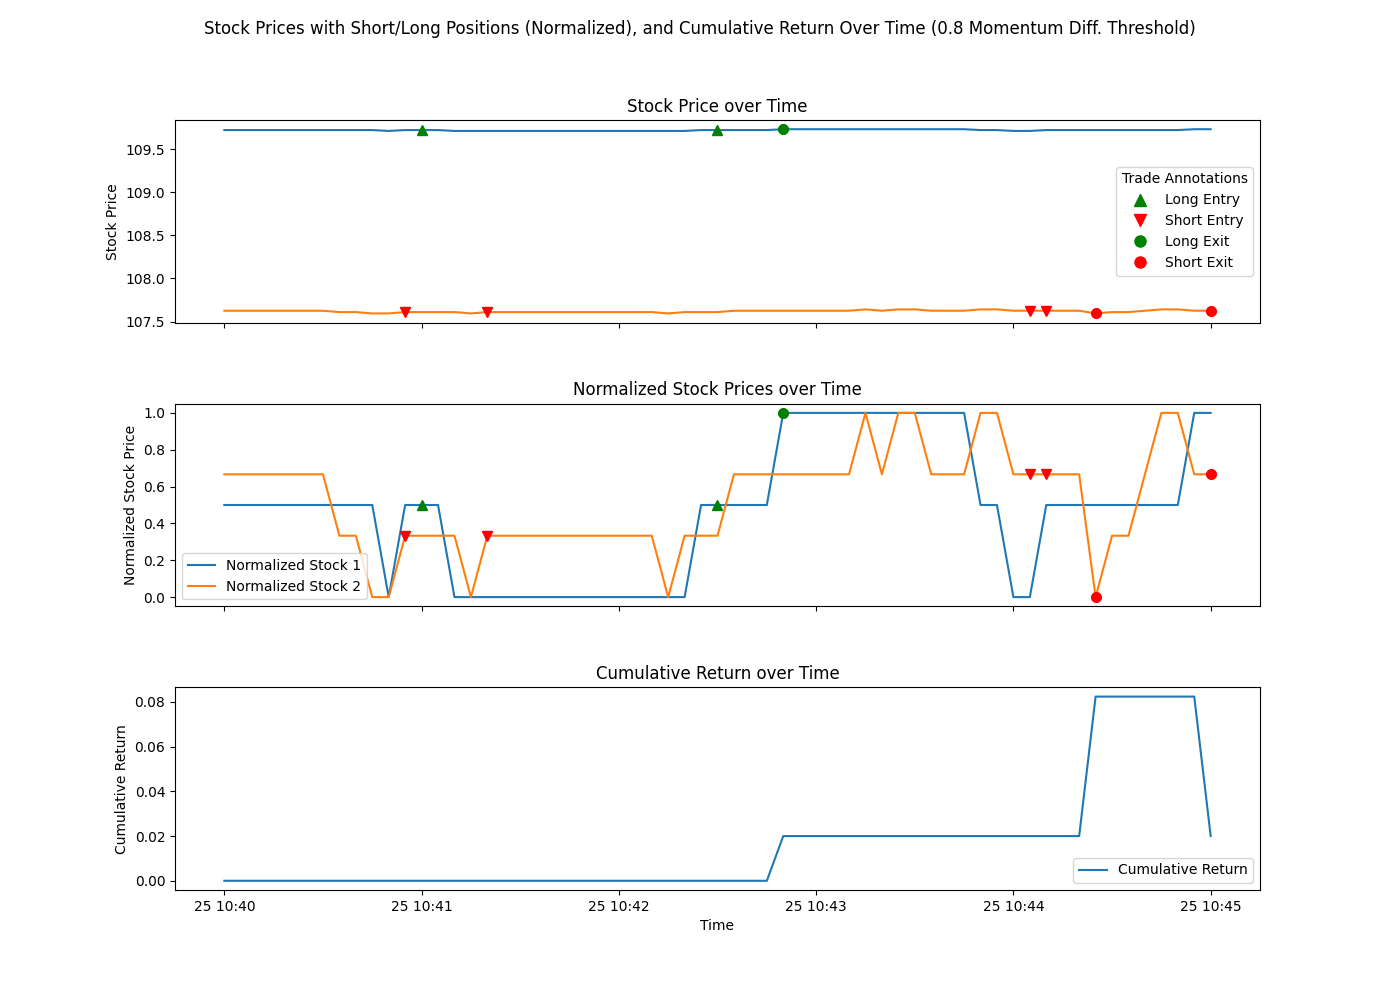 Stock Prices with Short/Long Positions (Normalized), and Cumulative Return Over Time (0.8 Momentum Diff. Threshold)
Stock Price over Time
Stock Price
109.5
109.0
108.5
108.0
107.5
Trade Annotations
Long Entry
Short Entry
Long Exit
Short Exit
Normalized Stock Prices over Time
Normalized Stock Price
1.0
0.8
0.6
0.4
0.2
0.0
Normalized Stock 1
Normalized Stock 2
Cumulative Return over Time
Cumulative Return
0.08
0.06
0.04
0.02
0.00
Cumulative Return
25 10:40
25 10:41
25 10:42
25 10:43
25 10:44
25 10:45
Time